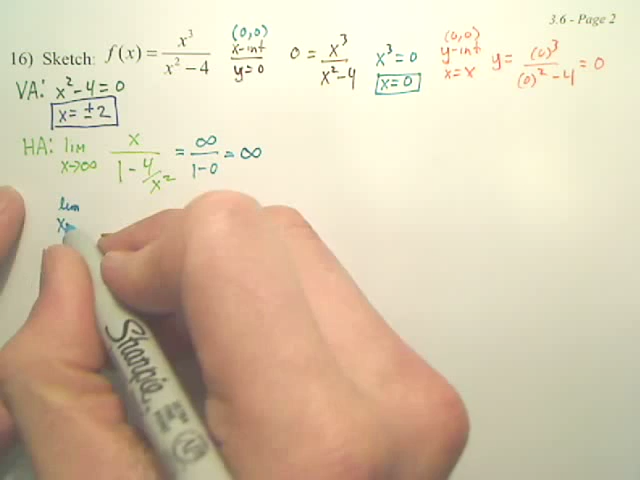 3.6 - Page 2
16) Sketch: f(x) = x³ / (x² − 4)
(0,0)
x-int
y=0
0 = x³ / (x²-4)
x³=0
x=0
(0,0)
y-int
x=x
y = (0)³ / ((0)²-4) = 0
VA: x²-4=0
x=±2
HA: lim x→∞ x / (1 - 4/x²) = ∞ / (1-0) = ∞
lim
x
Sharpie